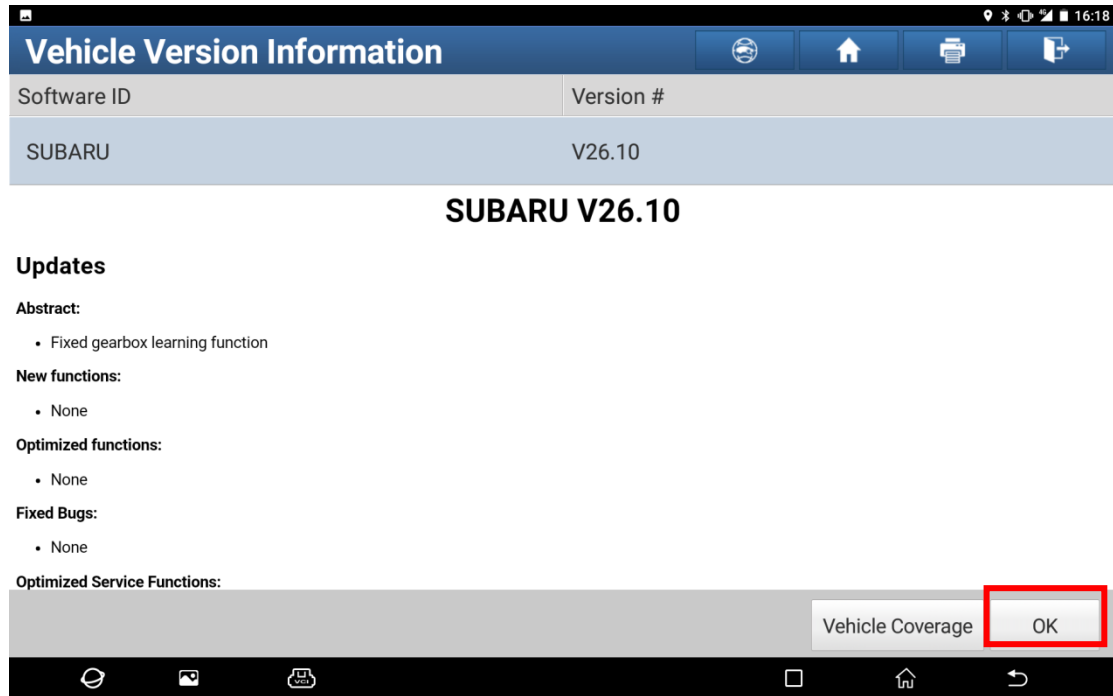 16:18
Vehicle Version Information
Software ID Version #
SUBARU V26.10
SUBARU V26.10
Updates
Abstract:
• Fixed gearbox learning function
New functions:
• None
Optimized functions:
• None
Fixed Bugs:
• None
Optimized Service Functions:
Vehicle Coverage OK
VCI